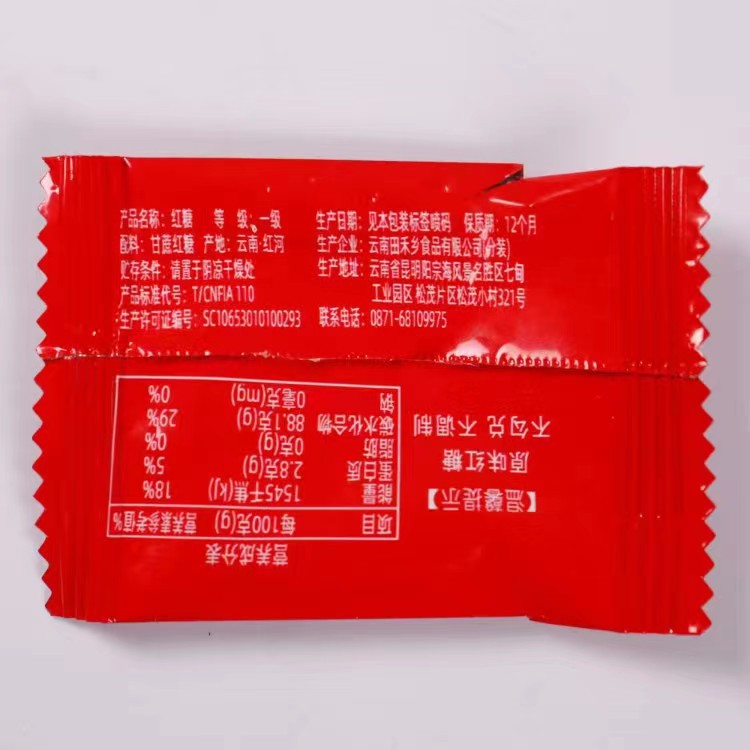 产品名称：红糖 等 级：一级
配料：甘蔗红糖 产地：云南·红河
贮存条件：请置于阴凉干燥处
产品标准代号：T/CNFIA 110
生产许可证编号：SC10653010100293
生产日期：见本包装标签喷码 保质期：12个月
生产企业：云南田禾乡食品有限公司(分装)
生产地址：云南省昆明阳宗海风景名胜区七甸
工业园区 松茂片区松茂小村321号
联系电话：0871-68109975
【温馨提示】
原味红糖
不勾兑 不调制
营养成分表
项目 每100克(g) 营养素参考值%
能量 1545千焦(kJ) 18%
蛋白质 2.8克(g) 5%
脂肪 0克(g) 0%
碳水化合物 88.1克(g) 29%
钠 0毫克(mg) 0%